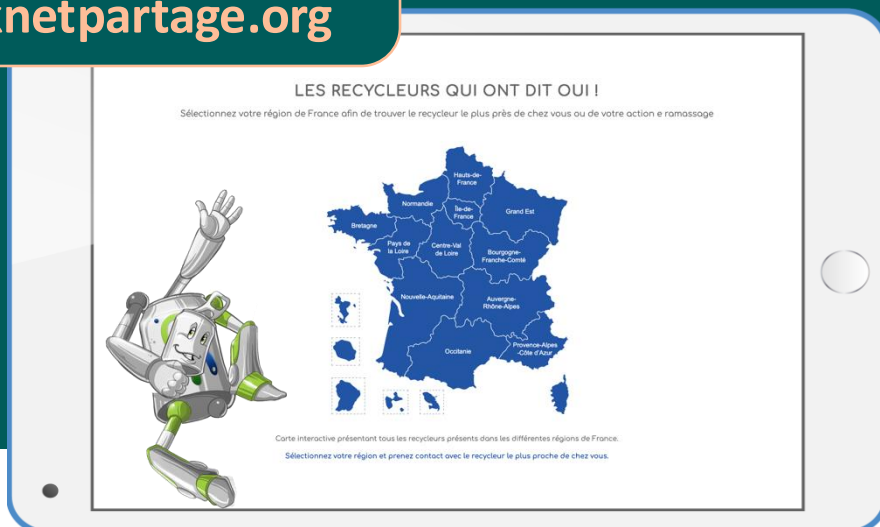 netpartage.org
LES RECYCLEURS QUI ONT DIT OUI !
Sélectionnez votre région de France afin de trouver le recycleur le plus près de chez vous ou de votre action e ramassage
Hauts-de-
France
Normandie
Île-de-
France
Grand Est
Bretagne
Pays de
la Loire
Centre-Val
de Loire
Bourgogne-
Franche-Comté
Nouvelle-Aquitaine
Auvergne-
Rhône-Alpes
Occitanie
Provence-Alpes
-Côte d'Azur
Carte interactive présentant tous les recycleurs présents dans les différentes régions de France.
Sélectionnez votre région et prenez contact avec le recycleur le plus proche de chez vous.